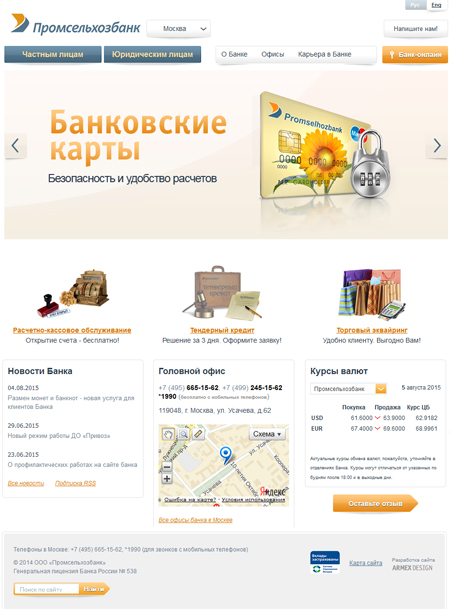 Рус Eng
Промсельхозбанк
Москва
Напишите нам!
Частным лицам
Юридическим лицам
О Банке
Офисы
Карьера в Банке
Банк-онлайн
Банковские
карты
Безопасность и удобство расчетов
Promselhozbank
Расчетно-кассовое обслуживание
Открытие счета - бесплатно!
Тендерный кредит
Решение за 3 дня. Оформите заявку!
Торговый эквайринг
Удобно клиенту. Выгодно Вам!
Новости Банка
04.08.2015
Размен монет и банкнот - новая услуга для
клиентов Банка
29.06.2015
Новый режим работы ДО «Привоз»
23.06.2015
О профилактических работах на сайте банка
Все новости
Подписка RSS
Головной офис
+7 (495) 665-15-62, +7 (499) 245-15-62
*1990 (бесплатно с мобильных телефонов)
119048, г. Москва, ул. Усачева, д.62
Схема
10-летия Октября
Яндекс
Ошибка на карте?
Условия использования
Все офисы банка в Москве
Курсы валют
Промсельхозбанк
5 августа 2015
Покупка Продажа Курс ЦБ
USD 61.6000 63.9000 62.9182
EUR 67.4000 69.6000 68.9961
Актуальные курсы обмена валют, пожалуйста, уточняйте в
отделениях Банка. Курсы могут отличаться от указанных по
будням после 18:00 и в выходные дни.
Оставьте отзыв
Телефоны в Москве: +7 (495) 665-15-62, *1990 (для звонков с мобильных телефонов)
© 2014 ООО «Промсельхозбанк»
Генеральная лицензия Банка России № 538
Поиск по сайту
Найти
Вклады
застрахованы
Карта сайта
Разработка сайта
ARMEX DESIGN